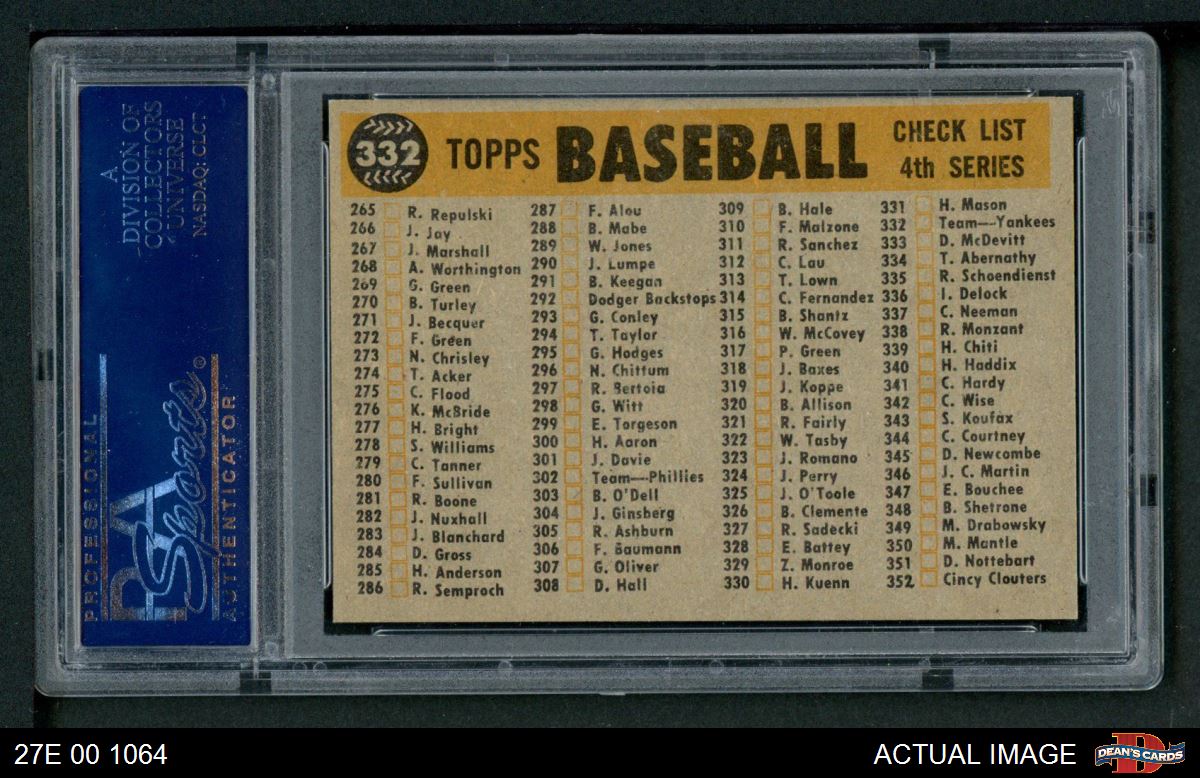 A
DIVISION OF
COLLECTORS
UNIVERSE
NASDAQ: CLCT
PROFESSIONAL
PSA
Sports®
AUTHENTICATOR
332
TOPPS BASEBALL
CHECK LIST
4th SERIES
265 R. Repulski
266 J. Jay
267 J. Marshall
268 A. Worthington
269 G. Green
270 B. Turley
271 J. Becquer
272 F. Green
273 N. Chrisley
274 T. Acker
275 C. Flood
276 K. McBride
277 H. Bright
278 S. Williams
279 C. Tanner
280 F. Sullivan
281 R. Boone
282 J. Nuxhall
283 J. Blanchard
284 D. Gross
285 H. Anderson
286 R. Semproch
287 F. Alou
288 B. Mabe
289 W. Jones
290 J. Lumpe
291 B. Keegan
292 Dodger Backstops
293 G. Conley
294 T. Taylor
295 G. Hodges
296 N. Chittum
297 R. Bertoia
298 G. Witt
299 E. Torgeson
300 H. Aaron
301 J. Davie
302 Team—Phillies
303 B. O'Dell
304 J. Ginsberg
305 R. Ashburn
306 F. Baumann
307 G. Oliver
308 D. Hall
309 B. Hale
310 F. Malzone
311 R. Sanchez
312 C. Lau
313 T. Lown
314 C. Fernandez
315 B. Shantz
316 W. McCovey
317 P. Green
318 J. Baxes
319 J. Koppe
320 B. Allison
321 R. Fairly
322 W. Tasby
323 J. Romano
324 J. Perry
325 J. O'Toole
326 B. Clemente
327 R. Sadecki
328 E. Battey
329 Z. Monroe
330 H. Kuenn
331 H. Mason
332 Team—Yankees
333 D. McDevitt
334 T. Abernathy
335 R. Schoendienst
336 I. Delock
337 C. Neeman
338 R. Monzant
339 H. Chiti
340 H. Haddix
341 C. Hardy
342 C. Wise
343 S. Koufax
344 C. Courtney
345 D. Newcombe
346 J. C. Martin
347 E. Bouchee
348 B. Shetrone
349 M. Drabowsky
350 M. Mantle
351 D. Nottebart
352 Cincy Clouters
27E 00 1064
ACTUAL IMAGE
D
DEAN'S CARDS